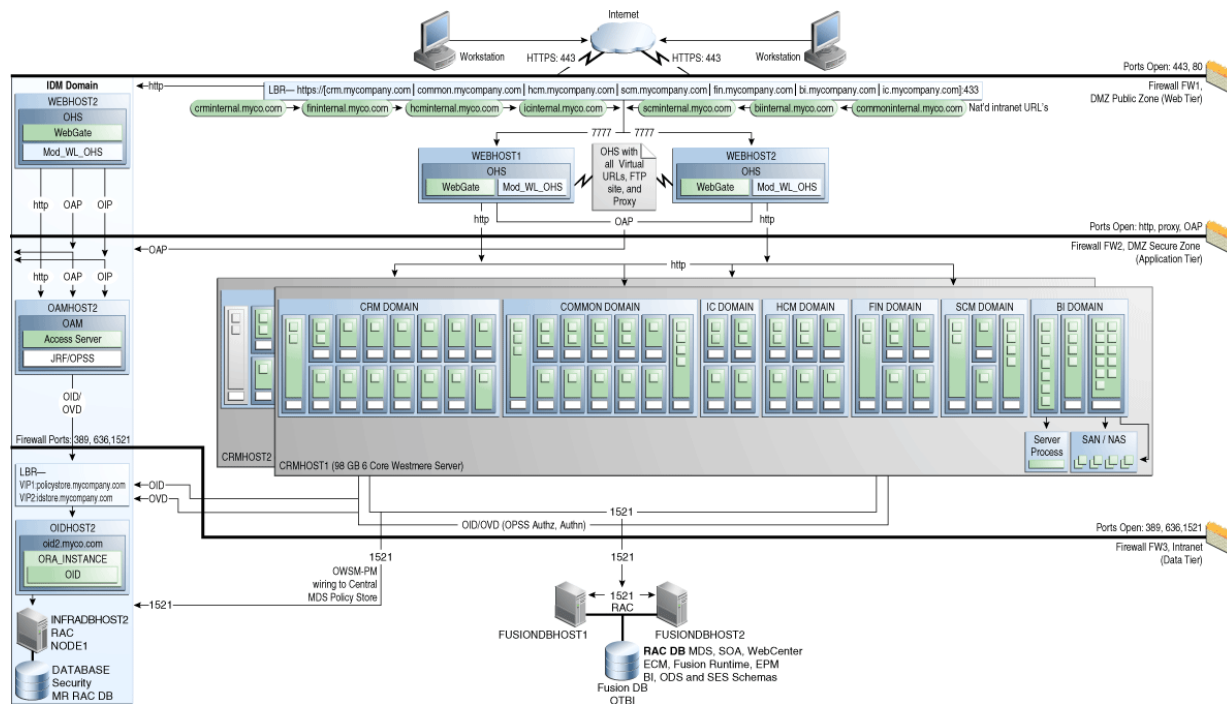 Internet
Workstation
HTTPS: 443
HTTPS: 443
Workstation
Ports Open: 443, 80
Firewall FW1,
DMZ Public Zone (Web Tier)
IDM Domain
http
LBR— https://[crm.mycompany.com | common.mycompany.com | hcm.mycompany.com | scm.mycompany.com | fin.mycompany.com | bi.mycompany.com | ic.mycompany.com]:433
crminternal.myco.com
fininternal.myco.com
hcminternal.myco.com
icinternal.myco.com
scminternal.myco.com
biinternal.myco.com
commoninternal.myco.com
Nat'd intranet URL's
WEBHOST2
OHS
WebGate
Mod_WL_OHS
7777
7777
WEBHOST1
OHS
WebGate
Mod_WL_OHS
OHS with
all Virtual
URLs, FTP
site, and
Proxy
WEBHOST2
OHS
WebGate
Mod_WL_OHS
http
OAP
OIP
http
OAP
http
Ports Open: http, proxy, OAP
Firewall FW2, DMZ Secure Zone
(Application Tier)
OAP
http
OAP
OIP
http
OAMHOST2
OAM
Access Server
JRF/OPSS
CRM DOMAIN
COMMON DOMAIN
IC DOMAIN
HCM DOMAIN
FIN DOMAIN
SCM DOMAIN
BI DOMAIN
OID/
OVD
Server
Process
SAN / NAS
Firewall Ports: 389, 636,1521
CRMHOST2
CRMHOST1 (98 GB 6 Core Westmere Server)
LBR—
VIP1:policystore.mycompany.com
VIP2:idstore.mycompany.com
OID
OVD
1521
OID/OVD (OPSS Authz, Authn)
Ports Open: 389, 636,1521
Firewall FW3, Intranet
(Data Tier)
OIDHOST2
oid2.myco.com
ORA_INSTANCE
OID
1521
OWSM-PM
wiring to Central
MDS Policy Store
1521
1521
1521
RAC
INFRADBHOST2
RAC
NODE1
FUSIONDBHOST1
FUSIONDBHOST2
RAC DB MDS, SOA, WebCenter
ECM, Fusion Runtime, EPM
BI, ODS and SES Schemas
DATABASE
Security
MR RAC DB
Fusion DB
OTBI